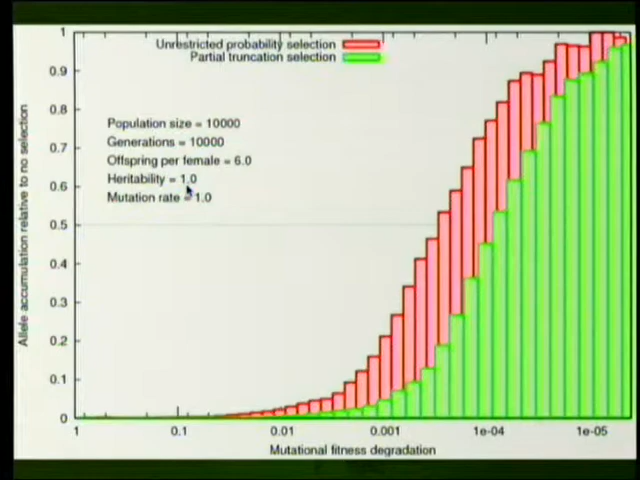 Unrestricted probability selection
Partial truncation selection
Population size = 10000
Generations = 10000
Offspring per female = 6.0
Heritability = 1.0
Mutation rate = 1.0
Allele accumulation relative to no selection
1
0.9
0.8
0.7
0.6
0.5
0.4
0.3
0.2
0.1
0
1 0.1 0.01 0.001 1e-04 1e-05
Mutational fitness degradation